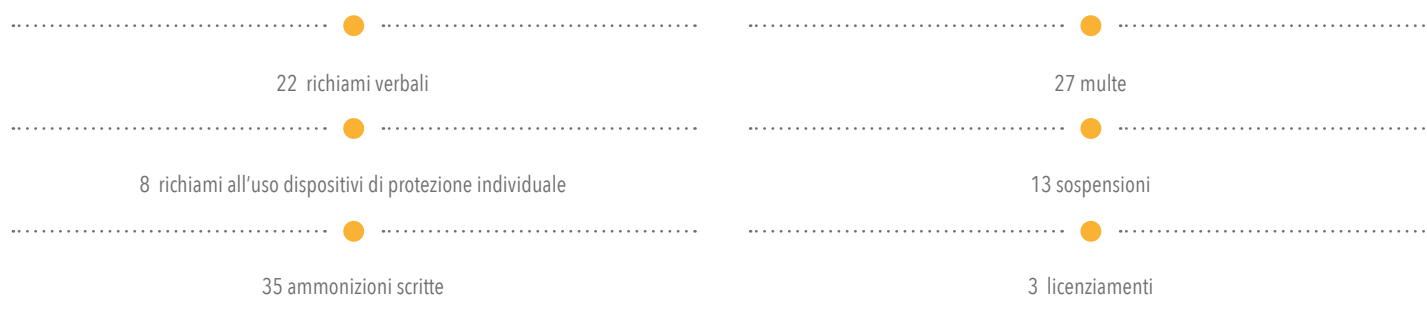 22 richiami verbali
8 richiami all'uso dispositivi di protezione individuale
35 ammonizioni scritte
27 multe
13 sospensioni
3 licenziamenti